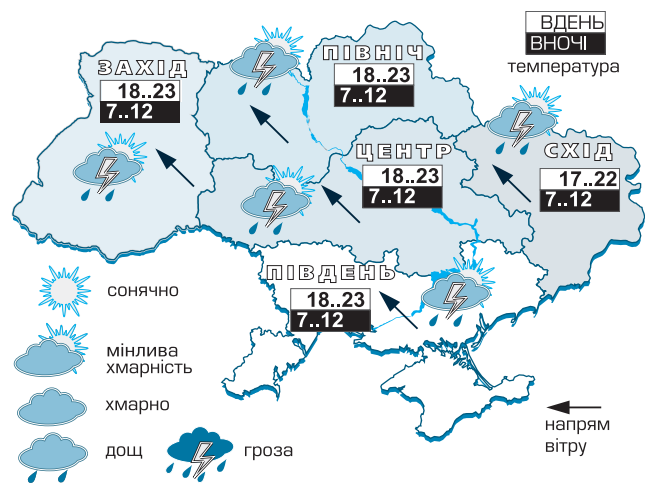 ВДЕНЬ
ВНОЧІ
температура
ЗАХІД
18..23
7..12
ПІВНІЧ
18..23
7..12
ЦЕНТР
18..23
7..12
СХІД
17..22
7..12
ПІВДЕНЬ
18..23
7..12
сонячно
мінлива
хмарність
хмарно
дощ
гроза
напрям
вітру